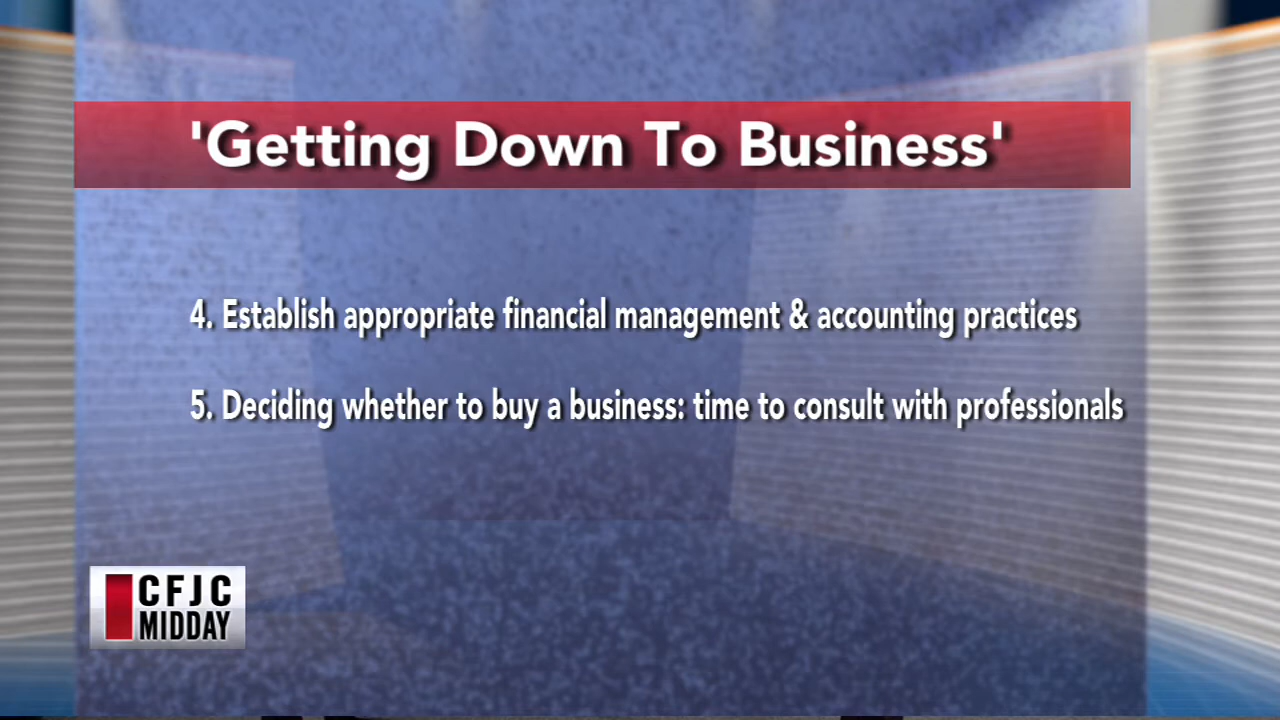 'Getting Down To Business'
4. Establish appropriate financial management & accounting practices
5. Deciding whether to buy a business: time to consult with professionals
CFJC
MIDDAY